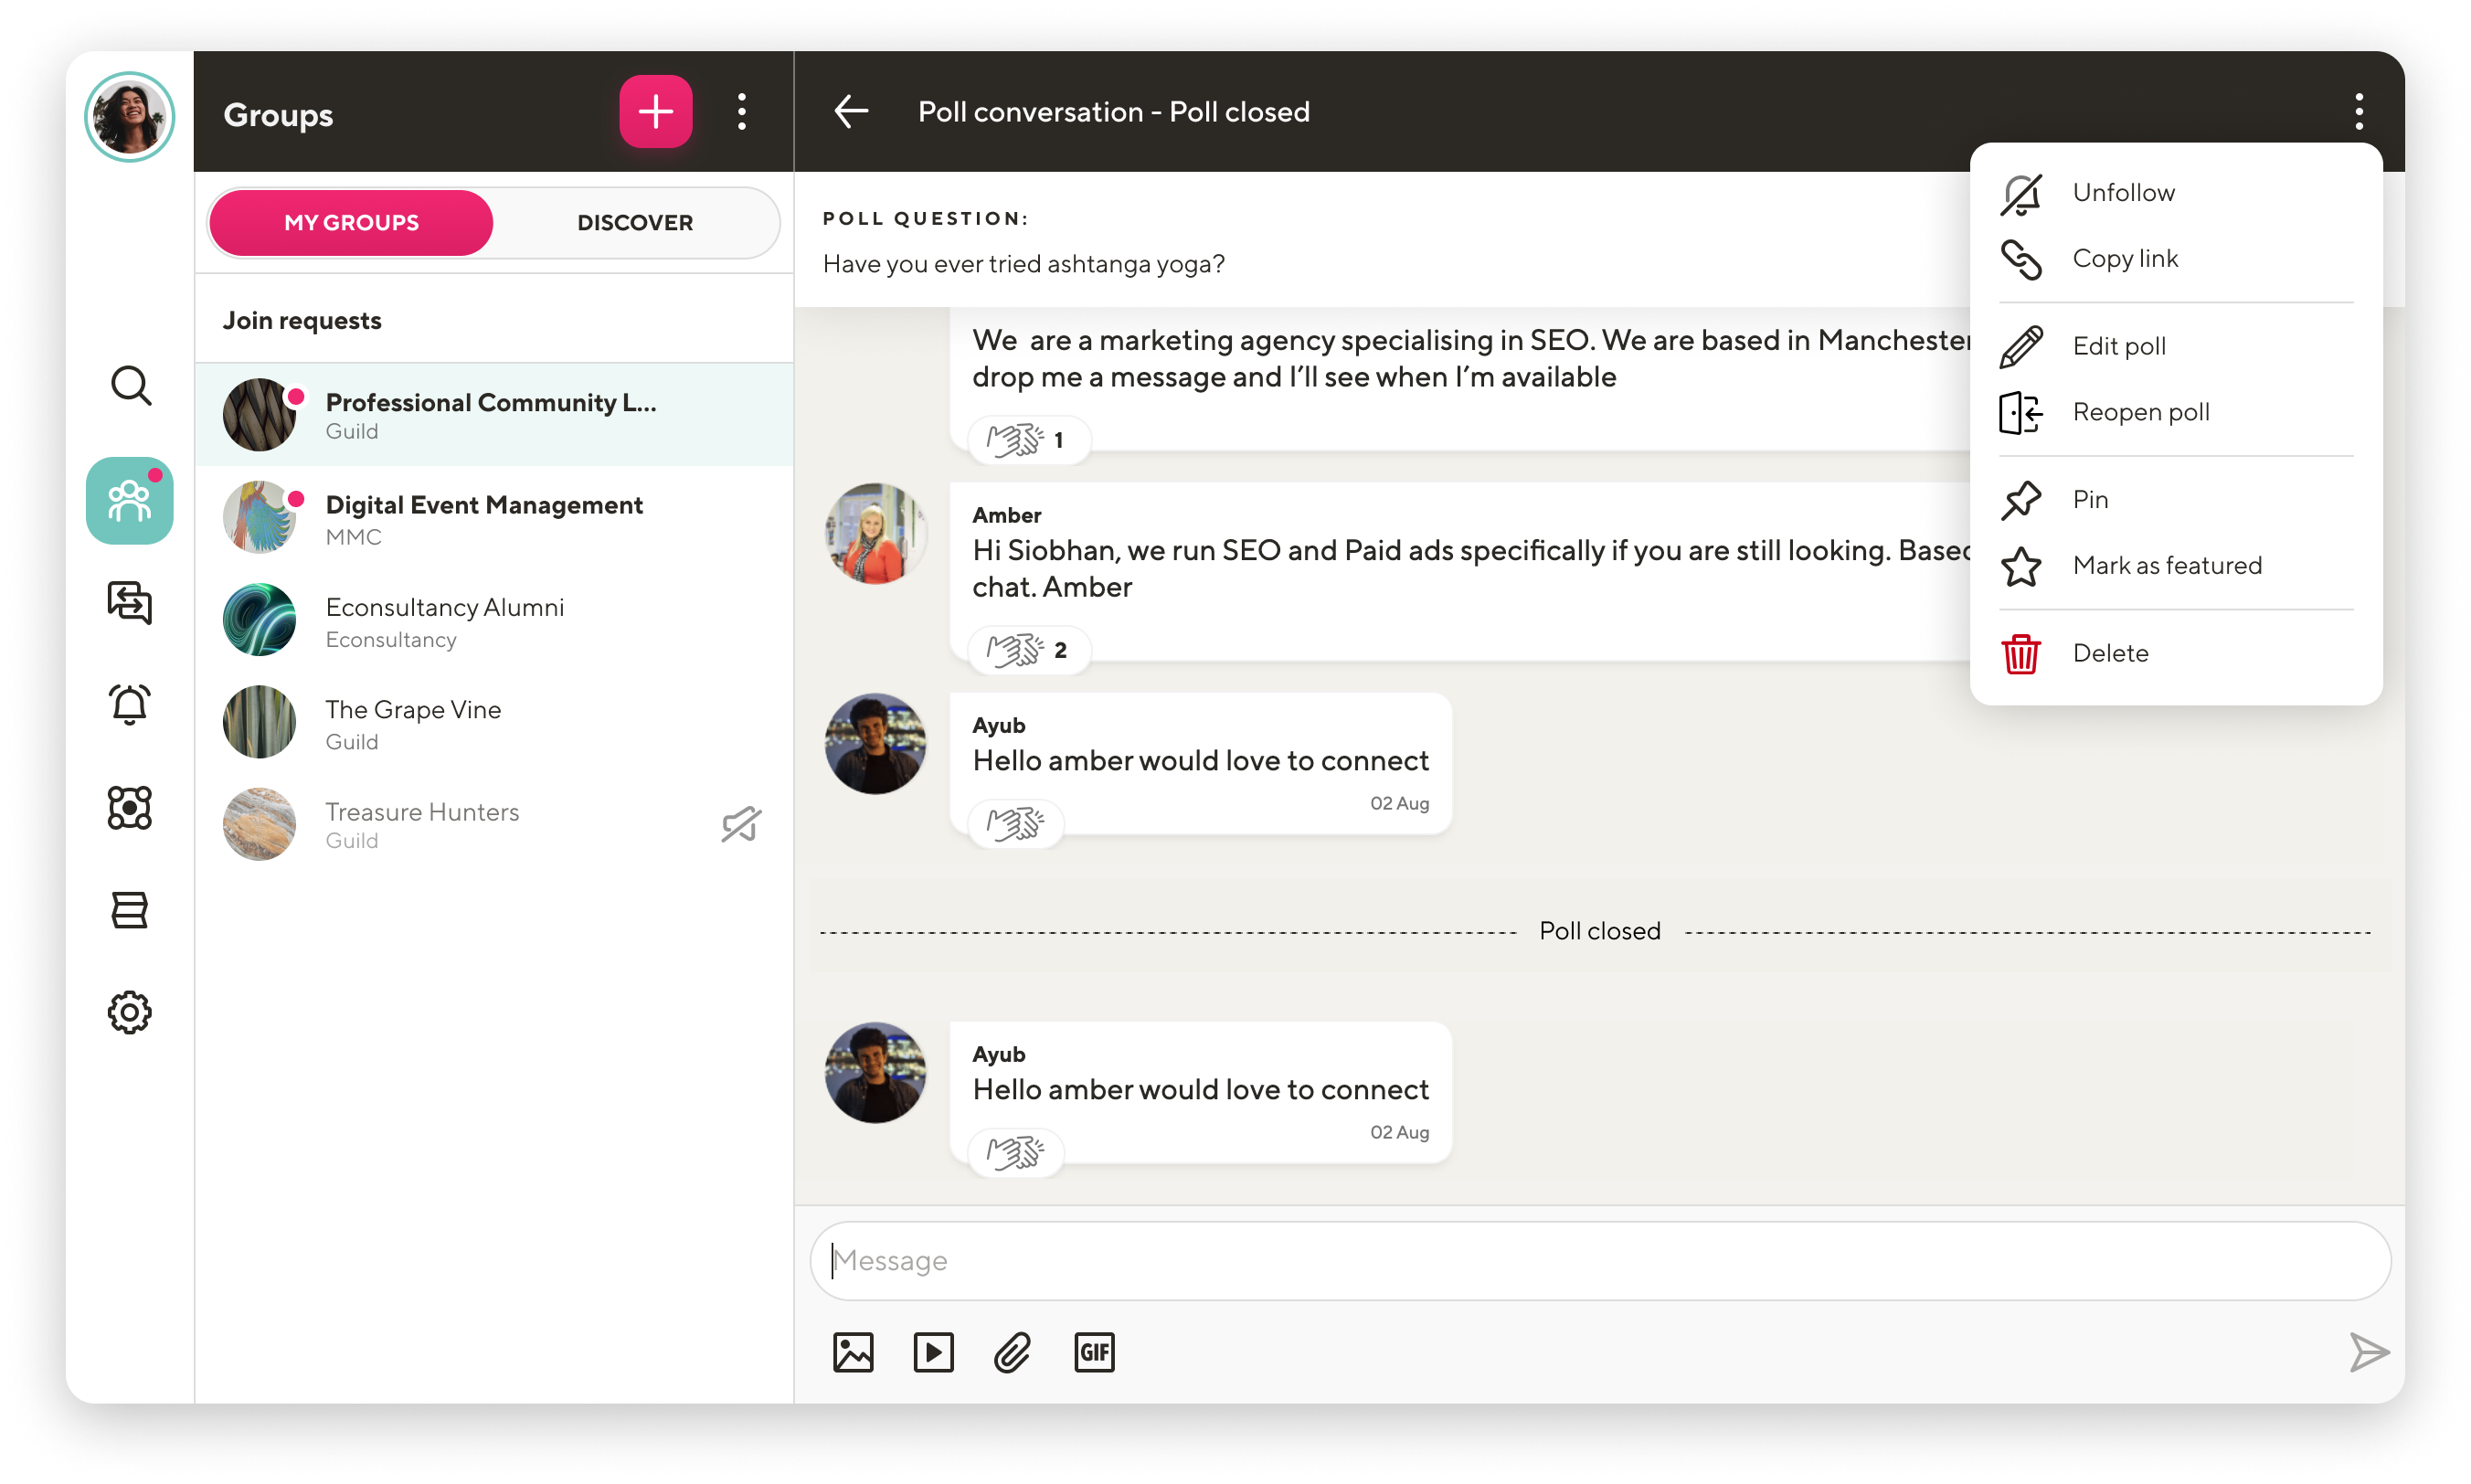 Groups
MY GROUPS
DISCOVER
Join requests
Professional Community L...
Guild
Digital Event Management
MMC
Econsultancy Alumni
Econsultancy
The Grape Vine
Guild
Treasure Hunters
Guild
Poll conversation - Poll closed
POLL QUESTION:
Have you ever tried ashtanga yoga?
We are a marketing agency specialising in SEO. We are based in Manchester
drop me a message and I’ll see when I’m available
1
Amber
Hi Siobhan, we run SEO and Paid ads specifically if you are still looking. Based
chat. Amber
2
Ayub
Hello amber would love to connect
02 Aug
Poll closed
Ayub
Hello amber would love to connect
02 Aug
Message
GIF
Unfollow
Copy link
Edit poll
Reopen poll
Pin
Mark as featured
Delete